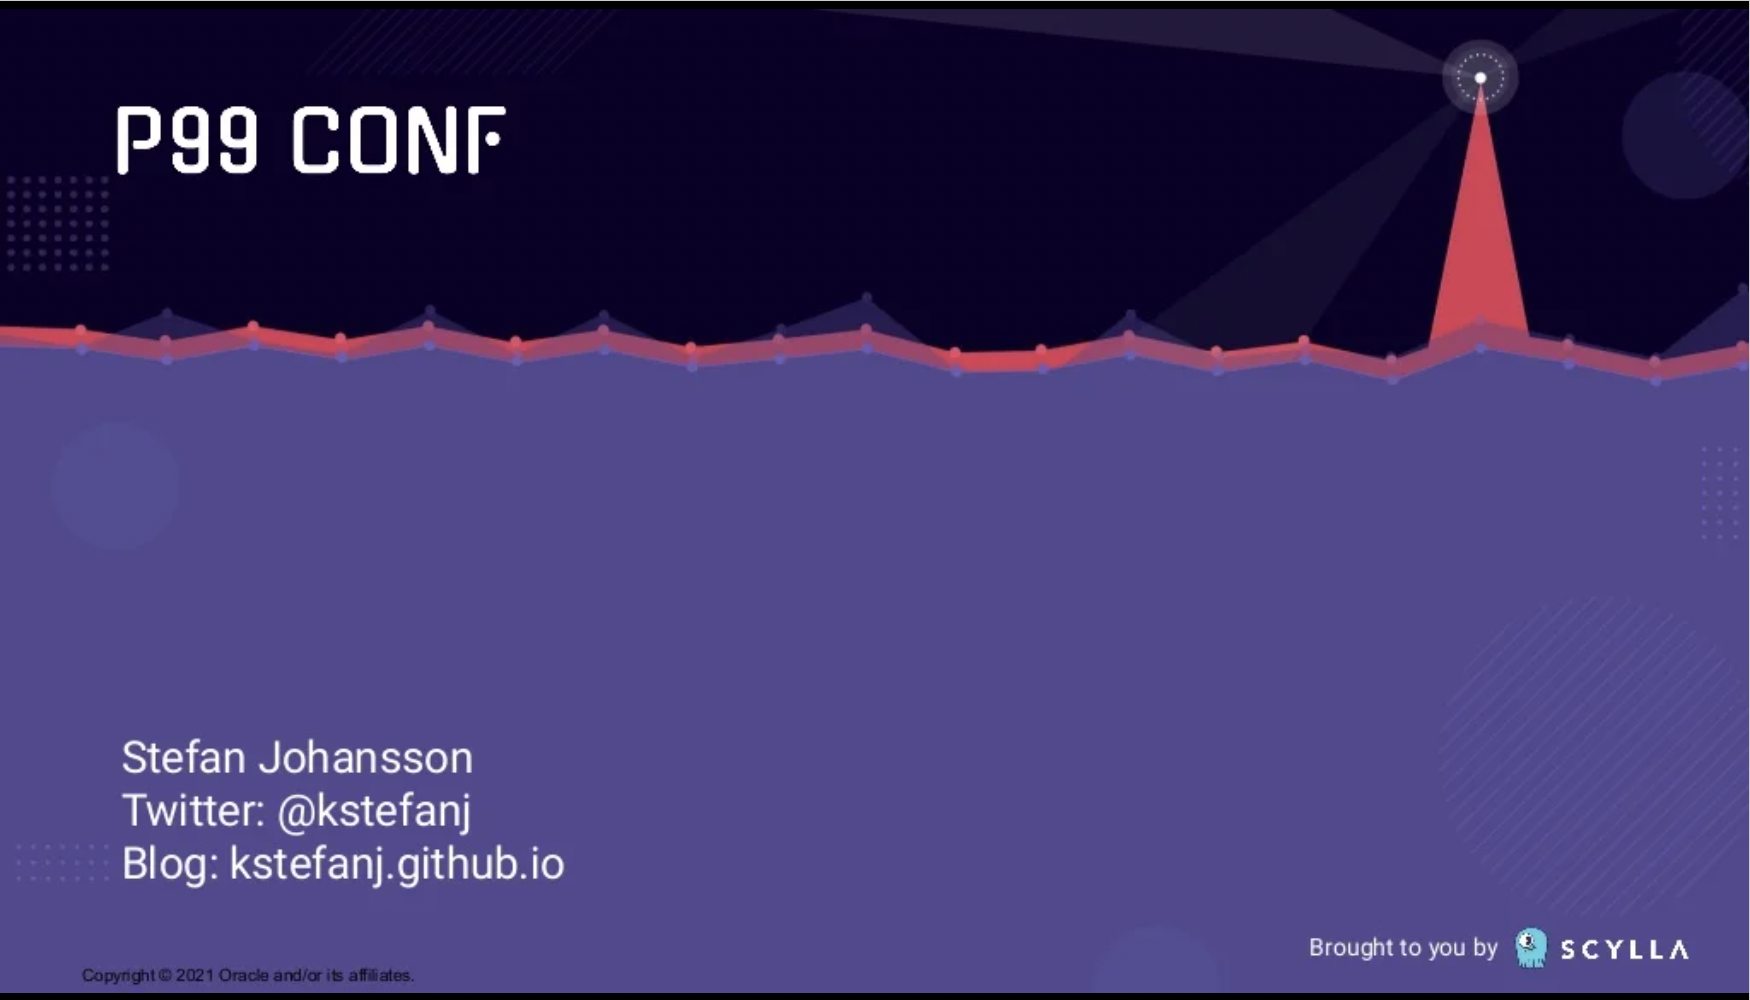 P99 CONF
Stefan Johansson
Twitter: @kstefanj
Blog: kstefanj.github.io
Brought to you by SCYLLA
Copyright © 2021 Oracle and/or its affiliates.